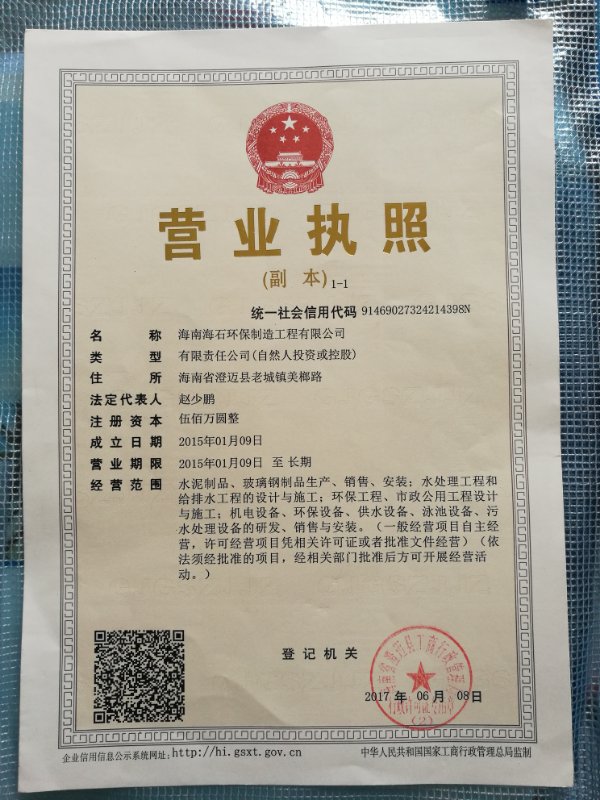 营业执照
(副 本) 1-1
统一社会信用代码 91469027324214398N
名 称 海南海石环保制造工程有限公司
类 型 有限责任公司(自然人投资或控股)
住 所 海南省澄迈县老城镇美榔路
法定代表人 赵少鹏
注册资本 伍佰万圆整
成立日期 2015年01月09日
营业期限 2015年01月09日 至 长期
经营范围 水泥制品、玻璃钢制品生产、销售、安装；水处理工程和
给排水工程的设计与施工；环保工程、市政公用工程设计
与施工；机电设备、环保设备、供水设备、泳池设备、污
水处理设备的研发、销售与安装。（一般经营项目自主经
营，许可经营项目凭相关许可证或者批准文件经营）（依
法须经批准的项目，经相关部门批准后方可开展经营活
动。）
登记机关
2017 年 06 月 08 日
(2)
企业信用信息公示系统网址：http://hi.gsxt.gov.cn
中华人民共和国国家工商行政管理总局监制